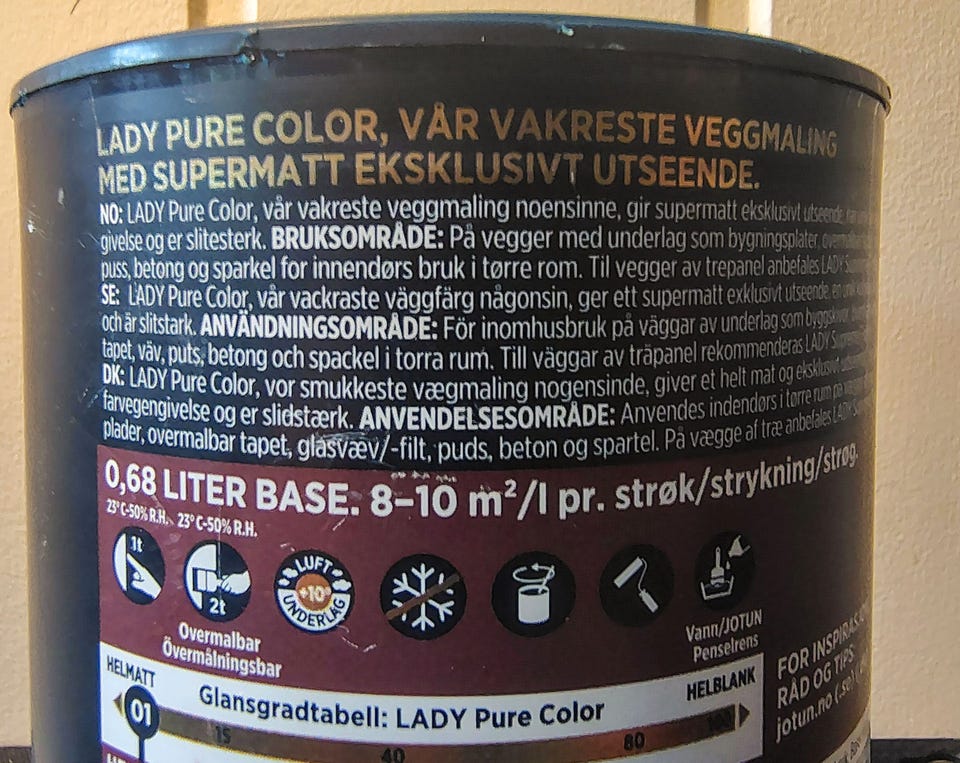 LADY PURE COLOR, VÅR VAKRESTE VEGGMALING
MED SUPERMATT EKSKLUSIVT UTSEENDE.
NO: LADY Pure Color, vår vakreste veggmaling noensinne, gir supermatt eksklusivt utseende,
givelse og er slitesterk. BRUKSOMRÅDE: På vegger med underlag som bygningsplater,
puss, betong og sparkel for innendørs bruk i tørre rom. Til vegger av trepanel anbefales LADY
SE: LADY Pure Color, vår vackraste väggfärg någonsin, ger ett supermatt exklusivt utseende, en
och är slitstark. ANVÄNDNINGSOMRÅDE: För inomhusbruk på väggar av underlag som
tapet, väv, puts, betong och spackel i torra rum. Till väggar av träpanel rekommenderas LADY
DK: LADY Pure Color, vor smukkeste vægmaling nogensinde, giver et helt mat og eksklusivt
farvegengivelse og er slidstærk. ANVENDELSESOMRÅDE: Anvendes indendørs i tørre rum på
plader, overmalbar tapet, glasvæv/-filt, puds, beton og spartel. På vægge af træ anbefales LADY
0,68 LITER BASE. 8–10 m²/l pr. strøk/strykning/strøg.
23°C-50% R.H. 23°C-50% R.H.
1t
2t
LUFT
+10°
UNDERLAG
Overmalbar
Övermålningsbar
Vann/JOTUN
Penselrens
HELMATT
Glansgradtabell: LADY Pure Color
HELBLANK
01
15
40
80
100
FOR INSPIRAS
RÅD OG TIPS:
jotun.no (.se)